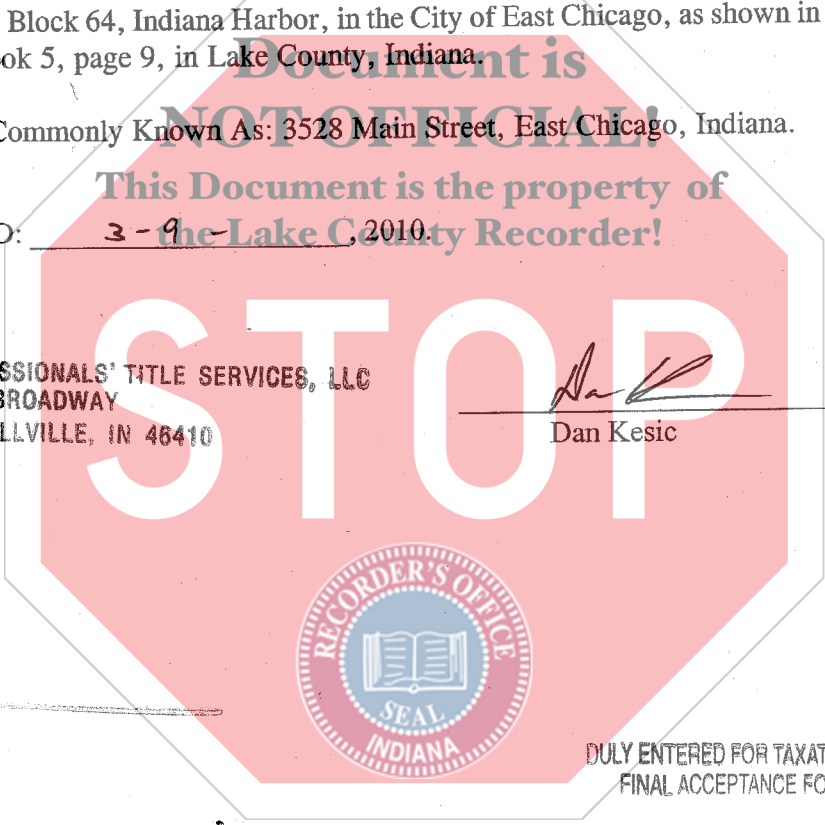 Block 64, Indiana Harbor, in the City of East Chicago, as shown in
ok 5, page 9, in Lake County, Indiana.
Document is
NOT OFFICIAL!
Commonly Known As: 3528 Main Street, East Chicago, Indiana.
This Document is the property of
the Lake County Recorder!
D: 3-9- , 2010.
STOP
SSIONALS' TITLE SERVICES, LLC
BROADWAY
LLVILLE, IN 46410
Dan Kesic
RECORDER'S OFFICE
SEAL
INDIANA
DULY ENTERED FOR TAXAT
FINAL ACCEPTANCE FO